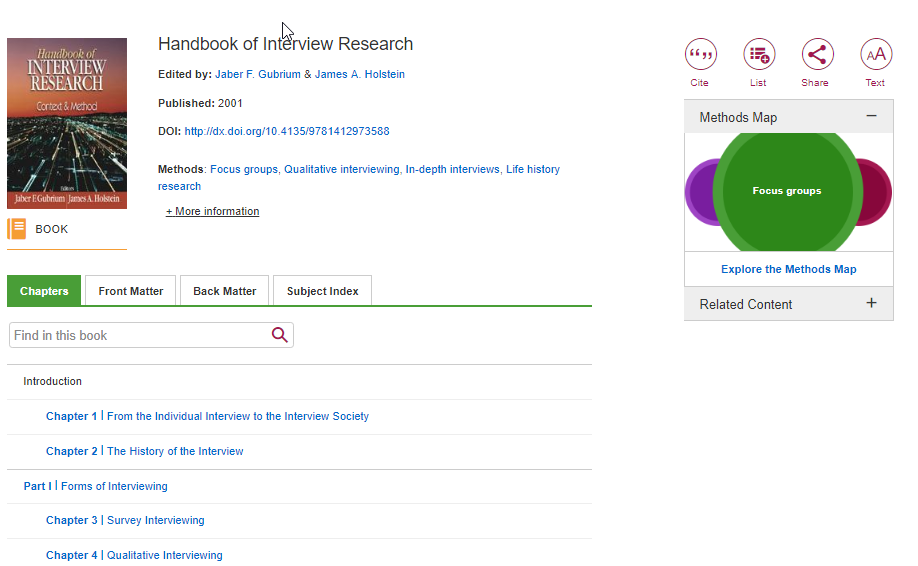 Handbook of
INTERVIEW
RESEARCH
Context & Method
Editors
Jaber F. Gubrium | James A. Holstein
BOOK
Handbook of Interview Research
Edited by: Jaber F. Gubrium & James A. Holstein
Published: 2001
DOI: http://dx.doi.org/10.4135/9781412973588
Methods: Focus groups, Qualitative interviewing, In-depth interviews, Life history
research
+ More information
Cite
List
Share
AA
Text
Methods Map −
Focus groups
Explore the Methods Map
Related Content +
Chapters
Front Matter
Back Matter
Subject Index
Find in this book
Introduction
Chapter 1 | From the Individual Interview to the Interview Society
Chapter 2 | The History of the Interview
Part I | Forms of Interviewing
Chapter 3 | Survey Interviewing
Chapter 4 | Qualitative Interviewing